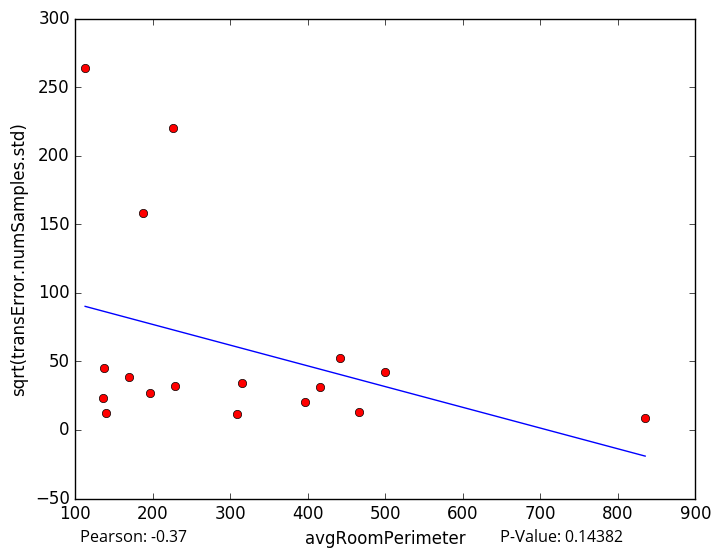 300
250
200
150
100
50
0
−50
sqrt(transError.numSamples.std)
100 200 300 400 500 600 700 800 900
Pearson: -0.37 avgRoomPerimeter P-Value: 0.14382